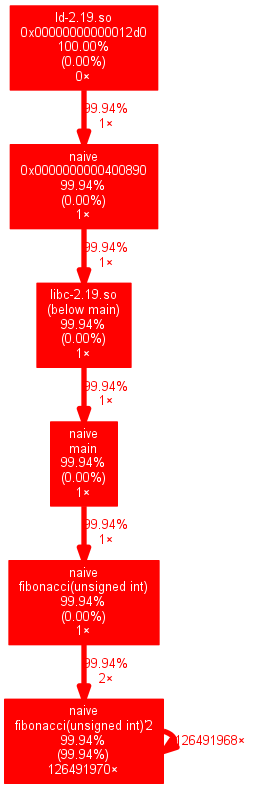 ld-2.19.so
0x00000000000012d0
100.00%
(0.00%)
0×
99.94%
1×
naive
0x0000000000400890
99.94%
(0.00%)
1×
99.94%
1×
libc-2.19.so
(below main)
99.94%
(0.00%)
1×
99.94%
1×
naive
main
99.94%
(0.00%)
1×
99.94%
1×
naive
fibonacci(unsigned int)
99.94%
(0.00%)
1×
99.94%
2×
naive
fibonacci(unsigned int)'2
99.94%
(99.94%)
126491970×
126491968×